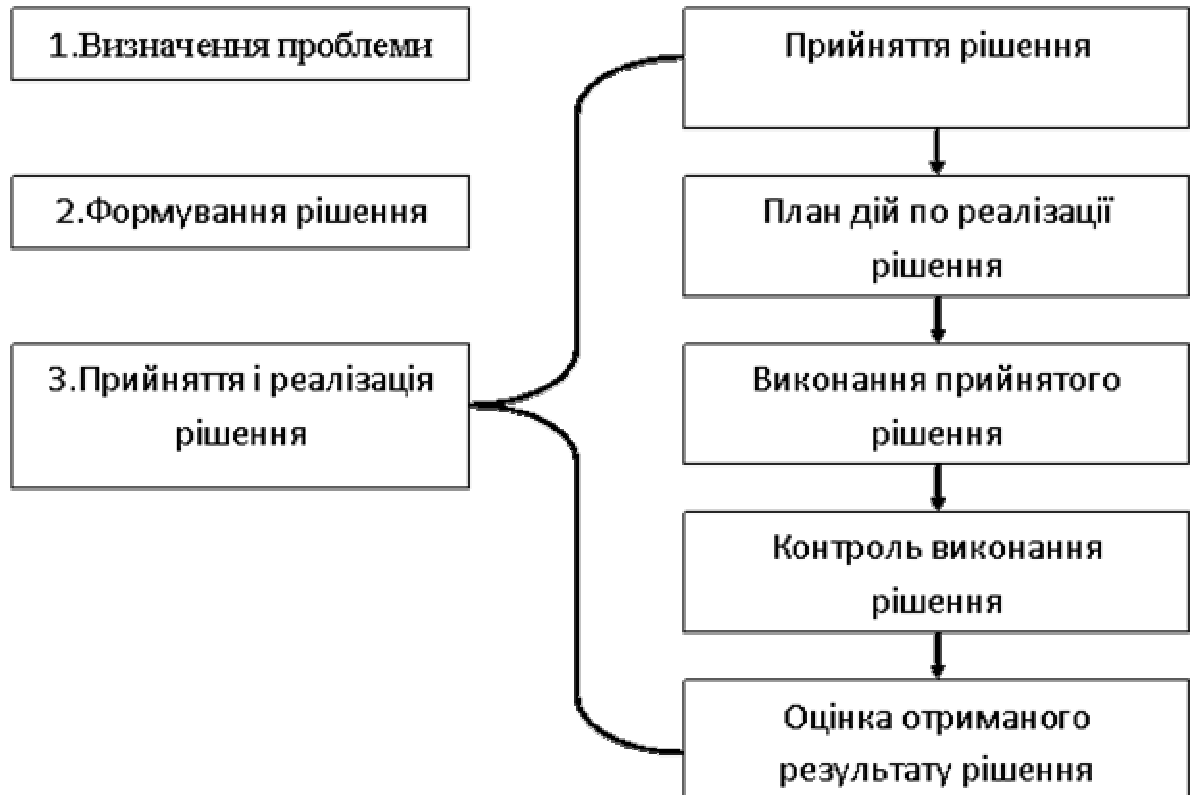 1.Визначення проблеми
2.Формування рішення
3.Прийняття і реалізація
рішення
Прийняття рішення
План дій по реалізації
рішення
Виконання прийнятого
рішення
Контроль виконання
рішення
Оцінка отриманого
результату рішення